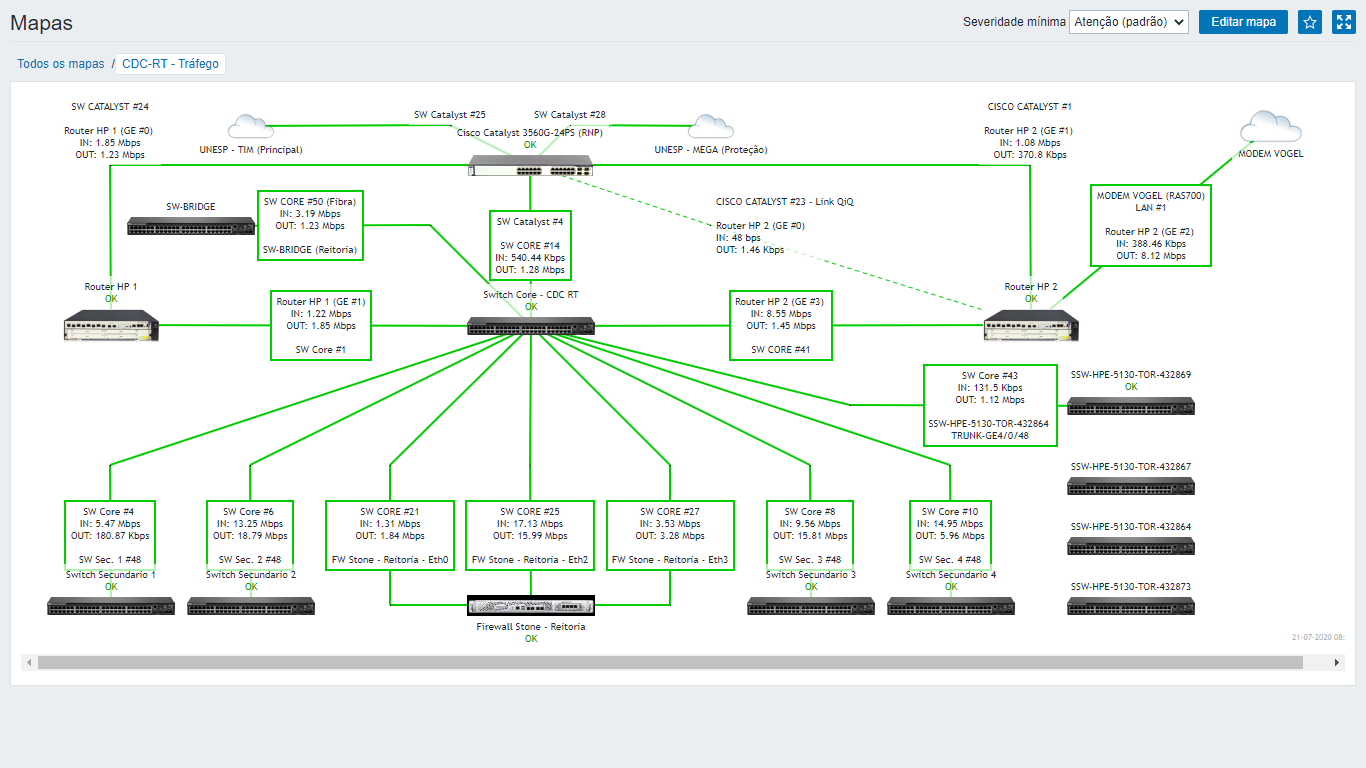 Mapas
Severidade mínima
Atenção (padrão)
Editar mapa
Todos os mapas / CDC-RT - Tráfego
SW CATALYST #24
Router HP 1 (GE #0)
IN: 1.85 Mbps
OUT: 1.23 Mbps
UNESP - TIM (Principal)
SW Catalyst #25
SW Catalyst #28
Cisco Catalyst 3560G-24PS (RNP)
OK
UNESP - MEGA (Proteção)
CISCO CATALYST #1
Router HP 2 (GE #1)
IN: 1.08 Mbps
OUT: 370.8 Kbps
MODEM VOGEL
SW-BRIDGE
SW CORE #50 (Fibra)
IN: 3.19 Mbps
OUT: 1.23 Mbps
SW-BRIDGE (Reitoria)
SW Catalyst #4
SW CORE #14
IN: 540.44 Kbps
OUT: 1.28 Mbps
CISCO CATALYST #23 - Link QiQ
Router HP 2 (GE #0)
IN: 48 bps
OUT: 1.46 Kbps
MODEM VOGEL (RAS700)
LAN #1
Router HP 2 (GE #2)
IN: 388.46 Kbps
OUT: 8.12 Mbps
Router HP 1
OK
Router HP 1 (GE #1)
IN: 1.22 Mbps
OUT: 1.85 Mbps
SW Core #1
Switch Core - CDC RT
OK
Router HP 2 (GE #3)
IN: 8.55 Mbps
OUT: 1.45 Mbps
SW CORE #41
Router HP 2
OK
SW Core #43
IN: 131.5 Kbps
OUT: 1.12 Mbps
SSW-HPE-5130-TOR-432864
TRUNK-GE4/0/48
SSW-HPE-5130-TOR-432869
OK
SSW-HPE-5130-TOR-432867
SSW-HPE-5130-TOR-432864
SSW-HPE-5130-TOR-432873
SW Core #4
IN: 5.47 Mbps
OUT: 180.87 Kbps
SW Sec. 1 #48
Switch Secundario 1
OK
SW Core #6
IN: 13.25 Mbps
OUT: 18.79 Mbps
SW Sec. 2 #48
Switch Secundario 2
OK
SW CORE #21
IN: 1.31 Mbps
OUT: 1.84 Mbps
FW Stone - Reitoria - Eth0
SW CORE #25
IN: 17.13 Mbps
OUT: 15.99 Mbps
FW Stone - Reitoria - Eth2
SW CORE #27
IN: 3.53 Mbps
OUT: 3.28 Mbps
FW Stone - Reitoria - Eth3
SW Core #8
IN: 9.56 Mbps
OUT: 15.81 Mbps
SW Sec. 3 #48
Switch Secundario 3
OK
SW Core #10
IN: 14.95 Mbps
OUT: 5.96 Mbps
SW Sec. 4 #48
Switch Secundario 4
OK
Firewall Stone - Reitoria
OK
21-07-2020 08: